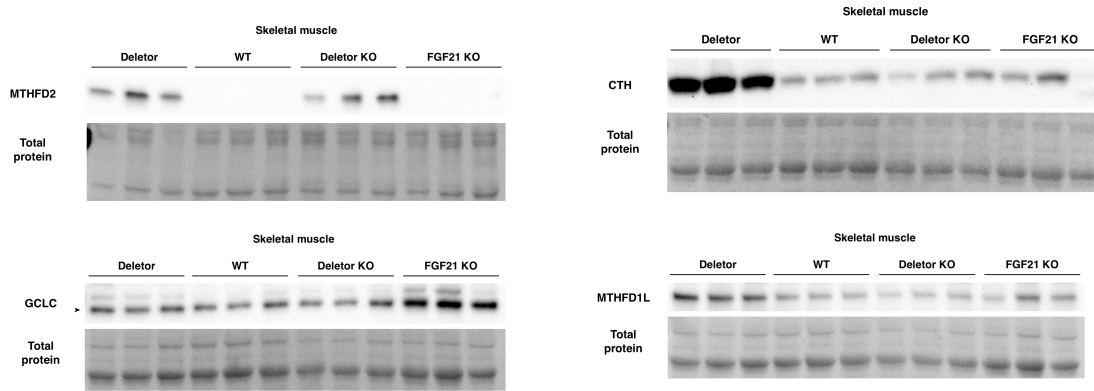 Skeletal muscle
Deletor WT Deletor KO FGF21 KO
MTHFD2
Total
protein
Skeletal muscle
Deletor WT Deletor KO FGF21 KO
CTH
Total
protein
Skeletal muscle
Deletor WT Deletor KO FGF21 KO
GCLC
Total
protein
Skeletal muscle
Deletor WT Deletor KO FGF21 KO
MTHFD1L
Total
protein